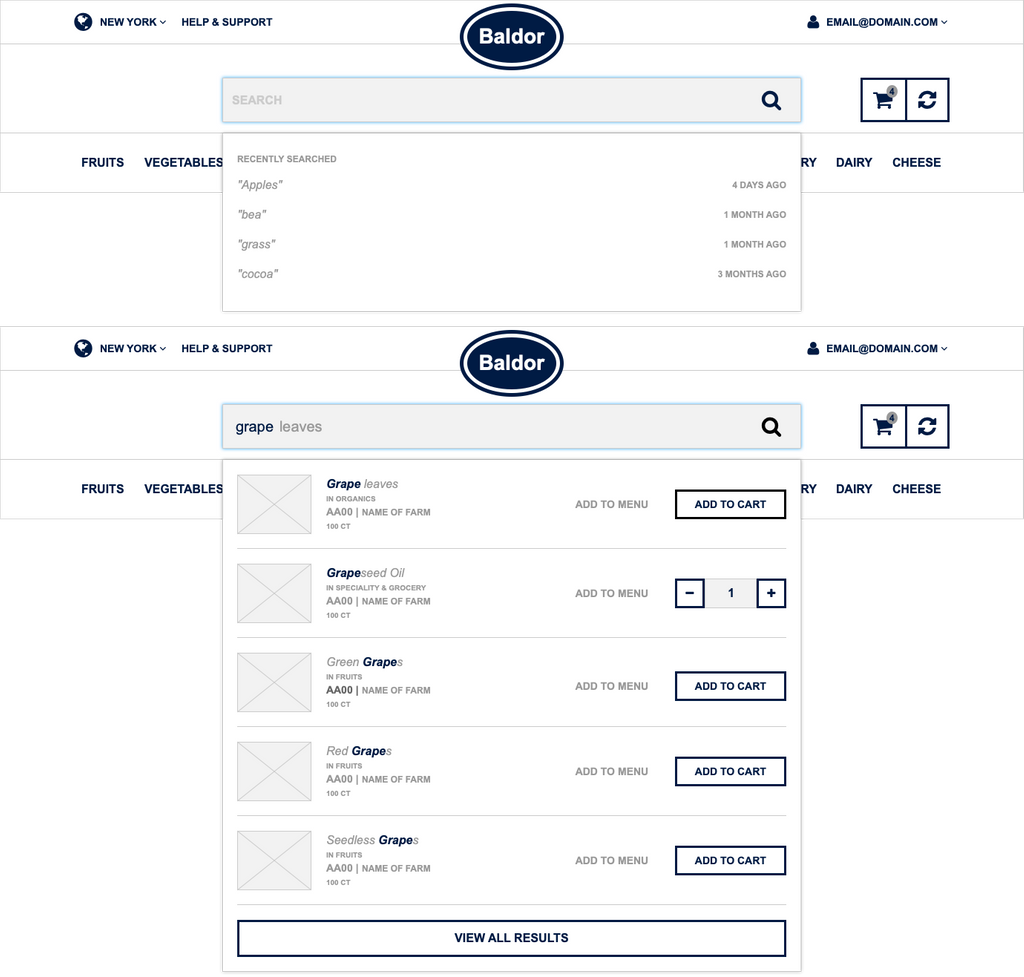 NEW YORK HELP & SUPPORT Baldor EMAIL@DOMAIN.COM
SEARCH 4
FRUITS VEGETABLES RY DAIRY CHEESE
RECENTLY SEARCHED
"Apples" 4 DAYS AGO
"bea" 1 MONTH AGO
"grass" 1 MONTH AGO
"cocoa" 3 MONTHS AGO
NEW YORK HELP & SUPPORT Baldor EMAIL@DOMAIN.COM
grape leaves 4
FRUITS VEGETABLES RY DAIRY CHEESE
Grape leaves
IN ORGANICS
AA00 | NAME OF FARM
100 CT
ADD TO MENU ADD TO CART
Grapeseed Oil
IN SPECIALITY & GROCERY
AA00 | NAME OF FARM
100 CT
ADD TO MENU - 1 +
Green Grapes
IN FRUITS
AA00 | NAME OF FARM
100 CT
ADD TO MENU ADD TO CART
Red Grapes
IN FRUITS
AA00 | NAME OF FARM
100 CT
ADD TO MENU ADD TO CART
Seedless Grapes
IN FRUITS
AA00 | NAME OF FARM
100 CT
ADD TO MENU ADD TO CART
VIEW ALL RESULTS